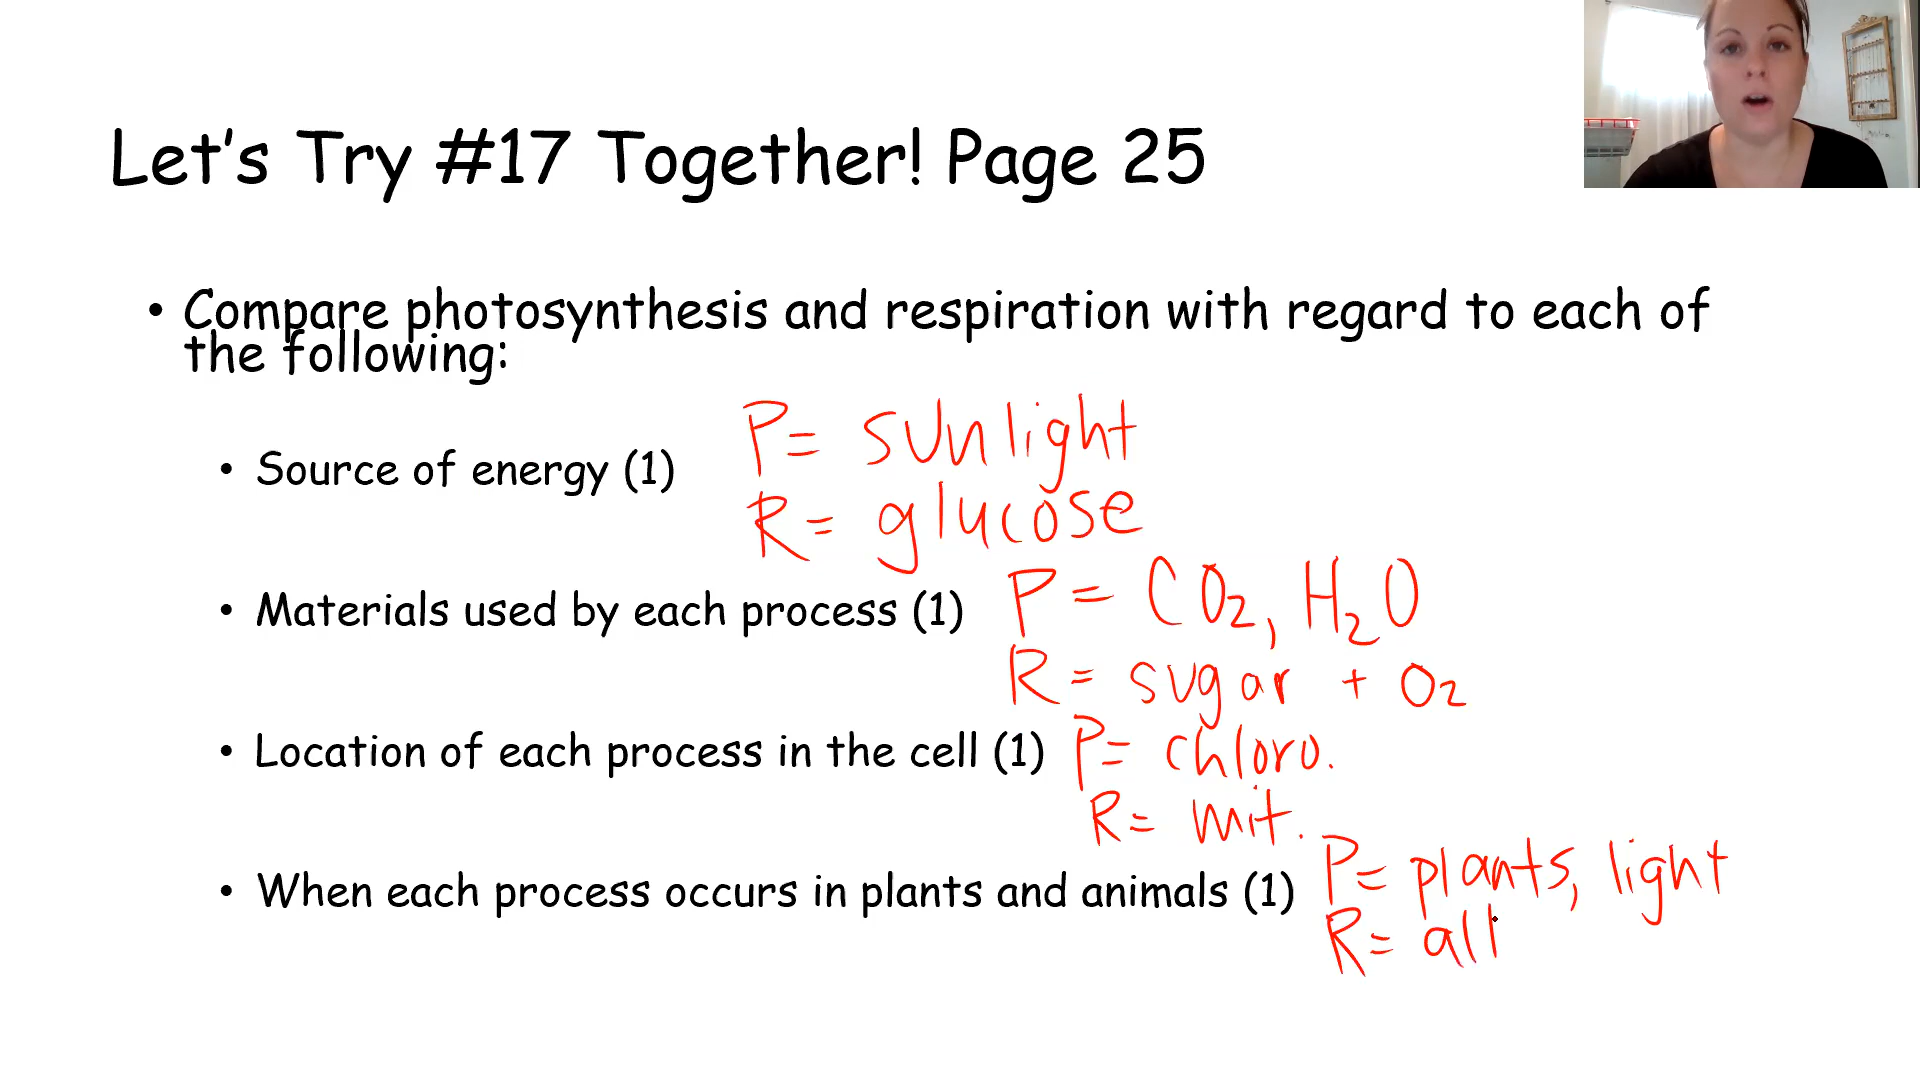 Let's Try #17 Together! Page 25
• Compare photosynthesis and respiration with regard to each of
the following:
P= sunlight
• Source of energy (1)
R= glucose
P= CO2, H2O
• Materials used by each process (1)
R= sugar + O2
• Location of each process in the cell (1) P= chloro.
R= mit.
• When each process occurs in plants and animals (1) P= plants, light
R= all